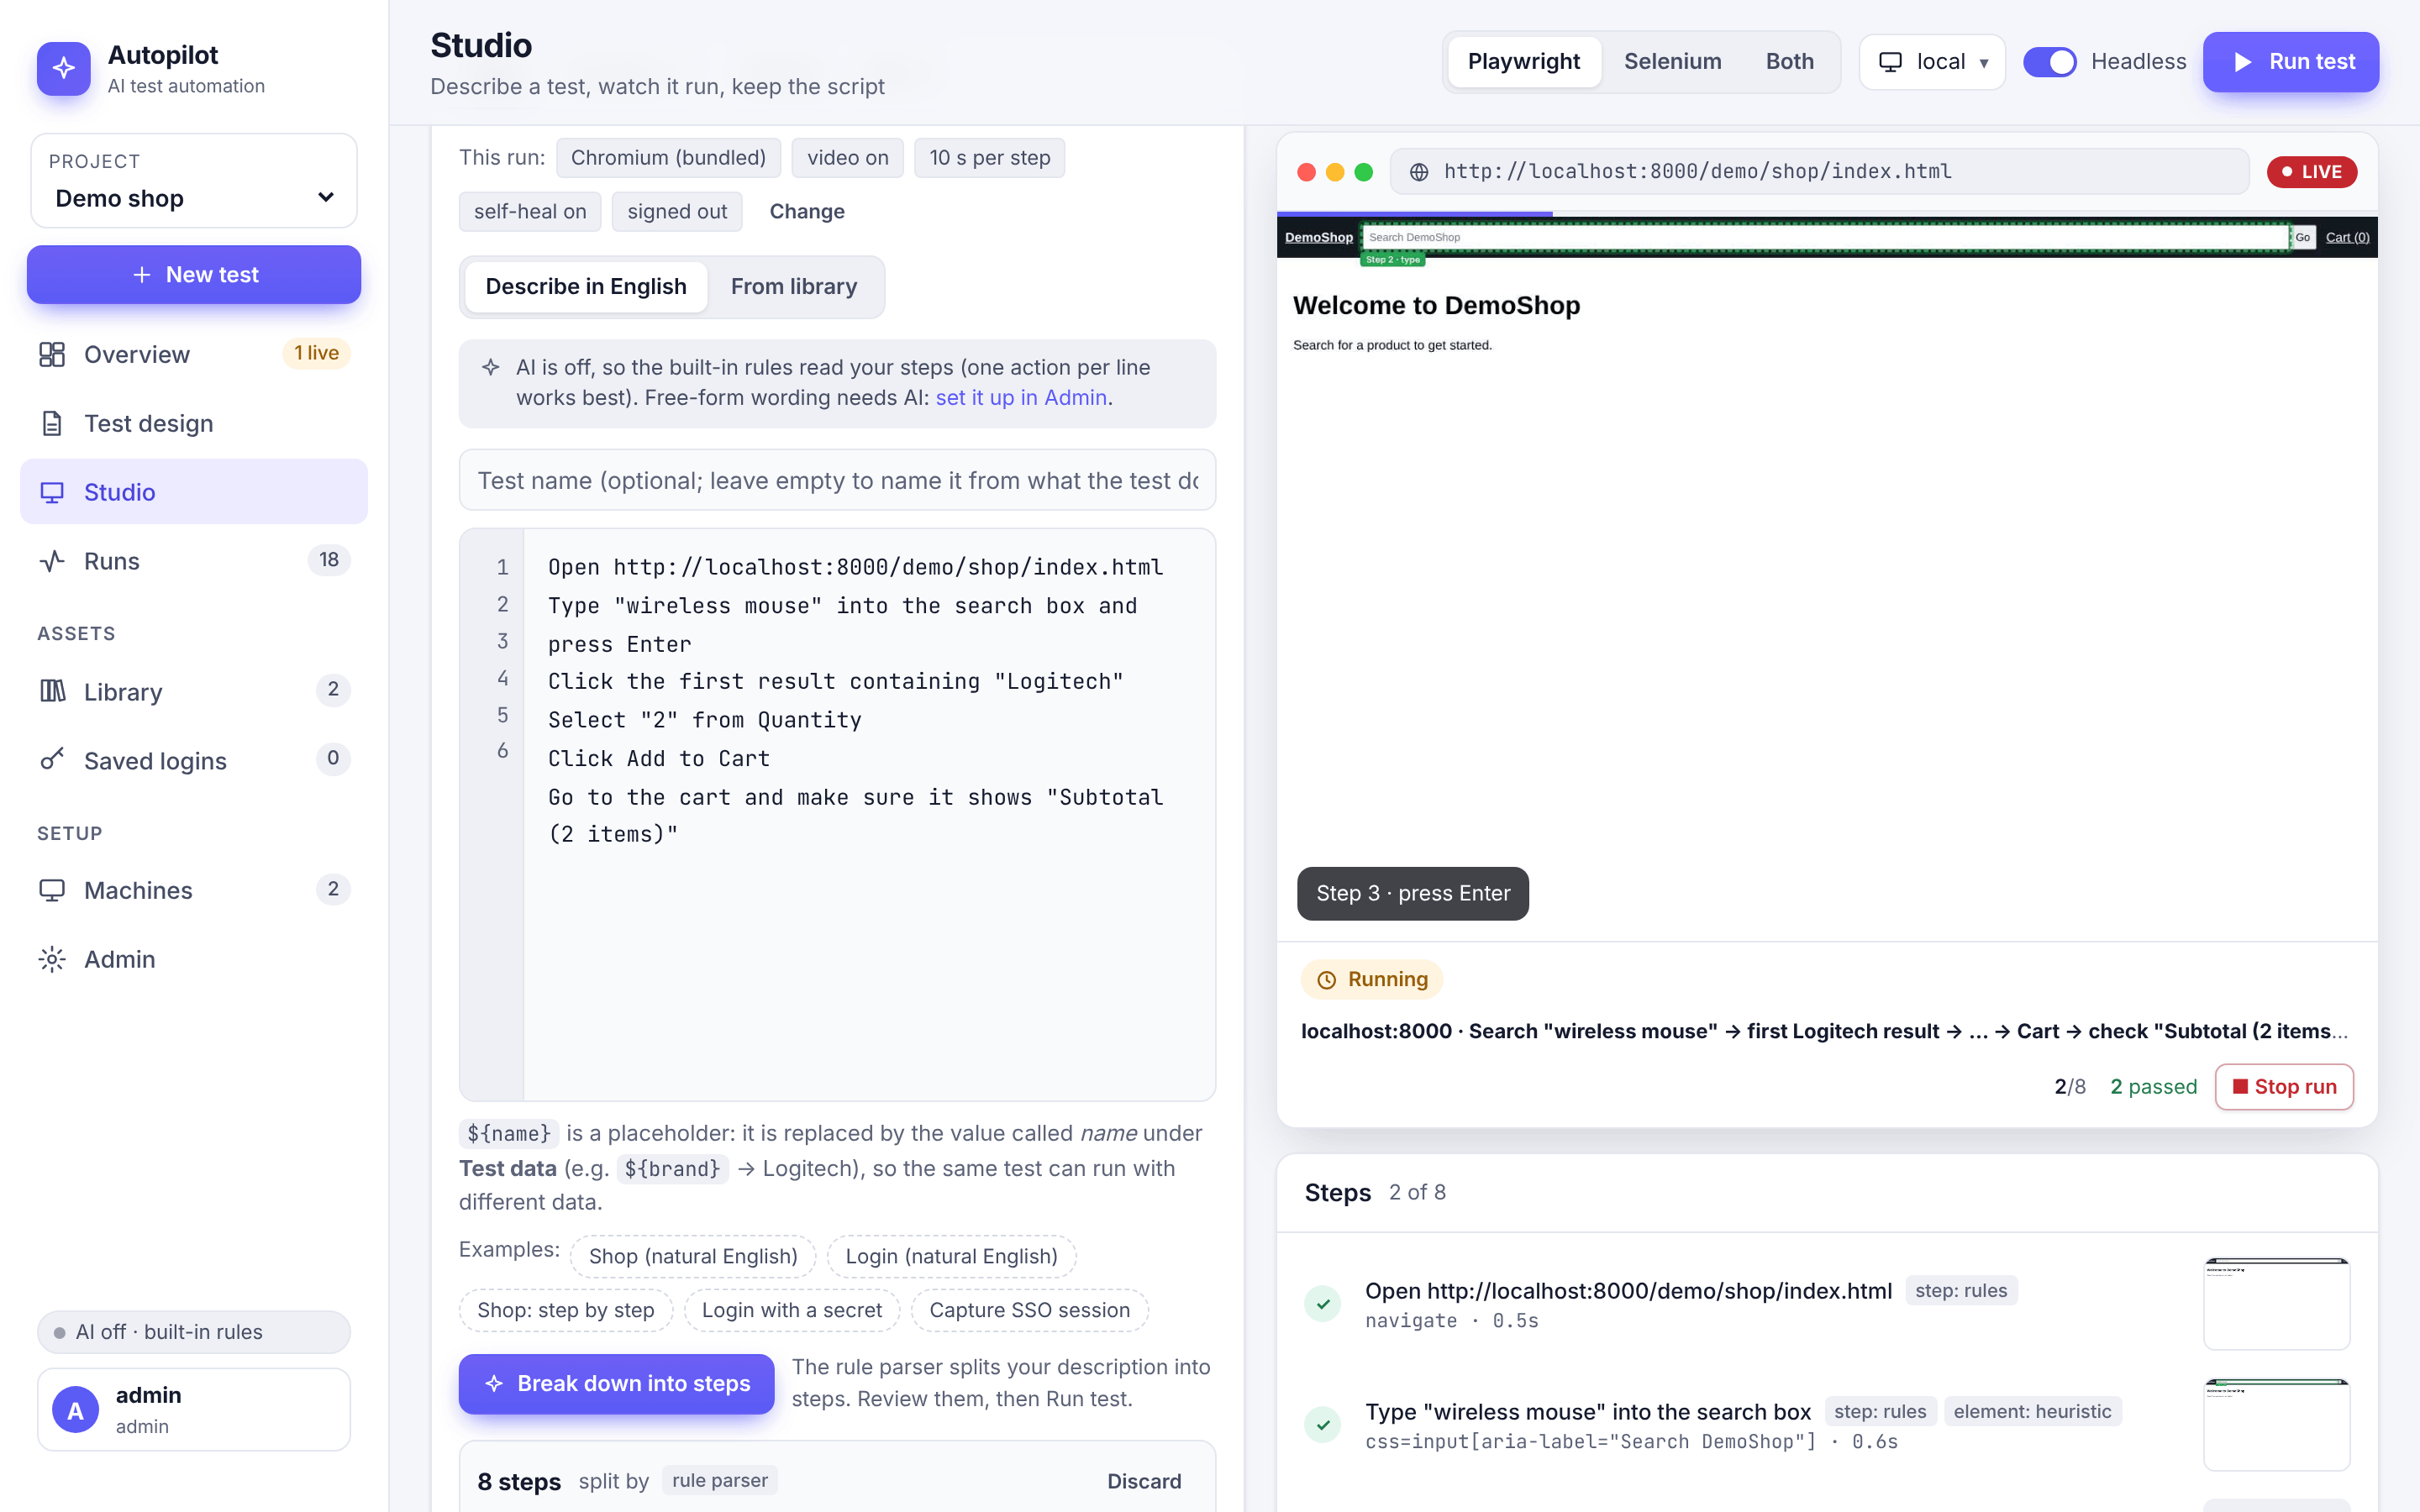 Autopilot
AI test automation
PROJECT
Demo shop
New test
Overview
1 live
Test design
Studio
Runs
18
ASSETS
Library
2
Saved logins
0
SETUP
Machines
2
Admin
AI off · built-in rules
A
admin
admin
Studio
Describe a test, watch it run, keep the script
Playwright
Selenium
Both
local
Headless
Run test
This run:
Chromium (bundled)
video on
10 s per step
self-heal on
signed out
Change
Describe in English
From library
AI is off, so the built-in rules read your steps (one action per line
works best). Free-form wording needs AI: set it up in Admin.
Test name (optional; leave empty to name it from what the test do
1
2
3
4
5
6
Open http://localhost:8000/demo/shop/index.html
Type "wireless mouse" into the search box and
press Enter
Click the first result containing "Logitech"
Select "2" from Quantity
Click Add to Cart
Go to the cart and make sure it shows "Subtotal
(2 items)"
${name} is a placeholder: it is replaced by the value called name under
Test data (e.g. ${brand} → Logitech), so the same test can run with
different data.
Examples:
Shop (natural English)
Login (natural English)
Shop: step by step
Login with a secret
Capture SSO session
Break down into steps
The rule parser splits your description into
steps. Review them, then Run test.
8 steps
split by
rule parser
Discard
http://localhost:8000/demo/shop/index.html
LIVE
DemoShop
Search DemoShop
Go
Cart (0)
Step 2 · type
Welcome to DemoShop
Search for a product to get started.
Step 3 · press Enter
Running
localhost:8000 · Search "wireless mouse" → first Logitech result → ... → Cart → check "Subtotal (2 items...
2/8
2 passed
Stop run
Steps
2 of 8
Open http://localhost:8000/demo/shop/index.html
step: rules
navigate · 0.5s
Type "wireless mouse" into the search box
step: rules
element: heuristic
css=input[aria-label="Search DemoShop"] · 0.6s